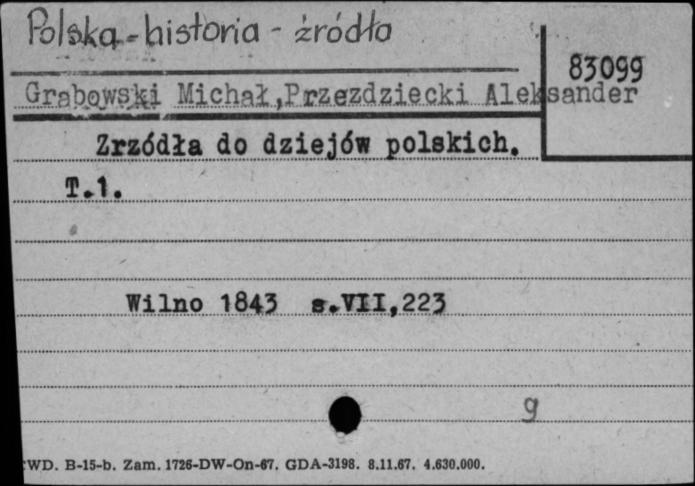 Polska - historia - źródła
83099
Grabowski Michał,Przezdziecki Aleksander
Zrzódła do dziejów polskich.
T.1.
Wilno 1843 s.VII,223
g
WD. B-15-b. Zam. 1726-DW-On-67. GDA-3198. 8.11.67. 4.630.000.